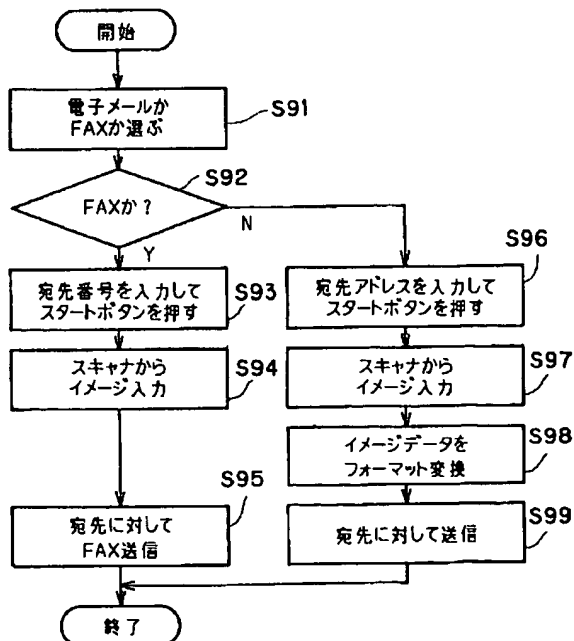 開始
電子メールか
FAXか選ぶ
S91
FAXか?
S92
N
Y
宛先番号を入力して
スタートボタンを押す
S93
スキャナから
イメージ入力
S94
宛先に対して
FAX送信
S95
宛先アドレスを入力して
スタートボタンを押す
S96
スキャナから
イメージ入力
S97
イメージデータを
フォーマット変換
S98
宛先に対して送信
S99
終了